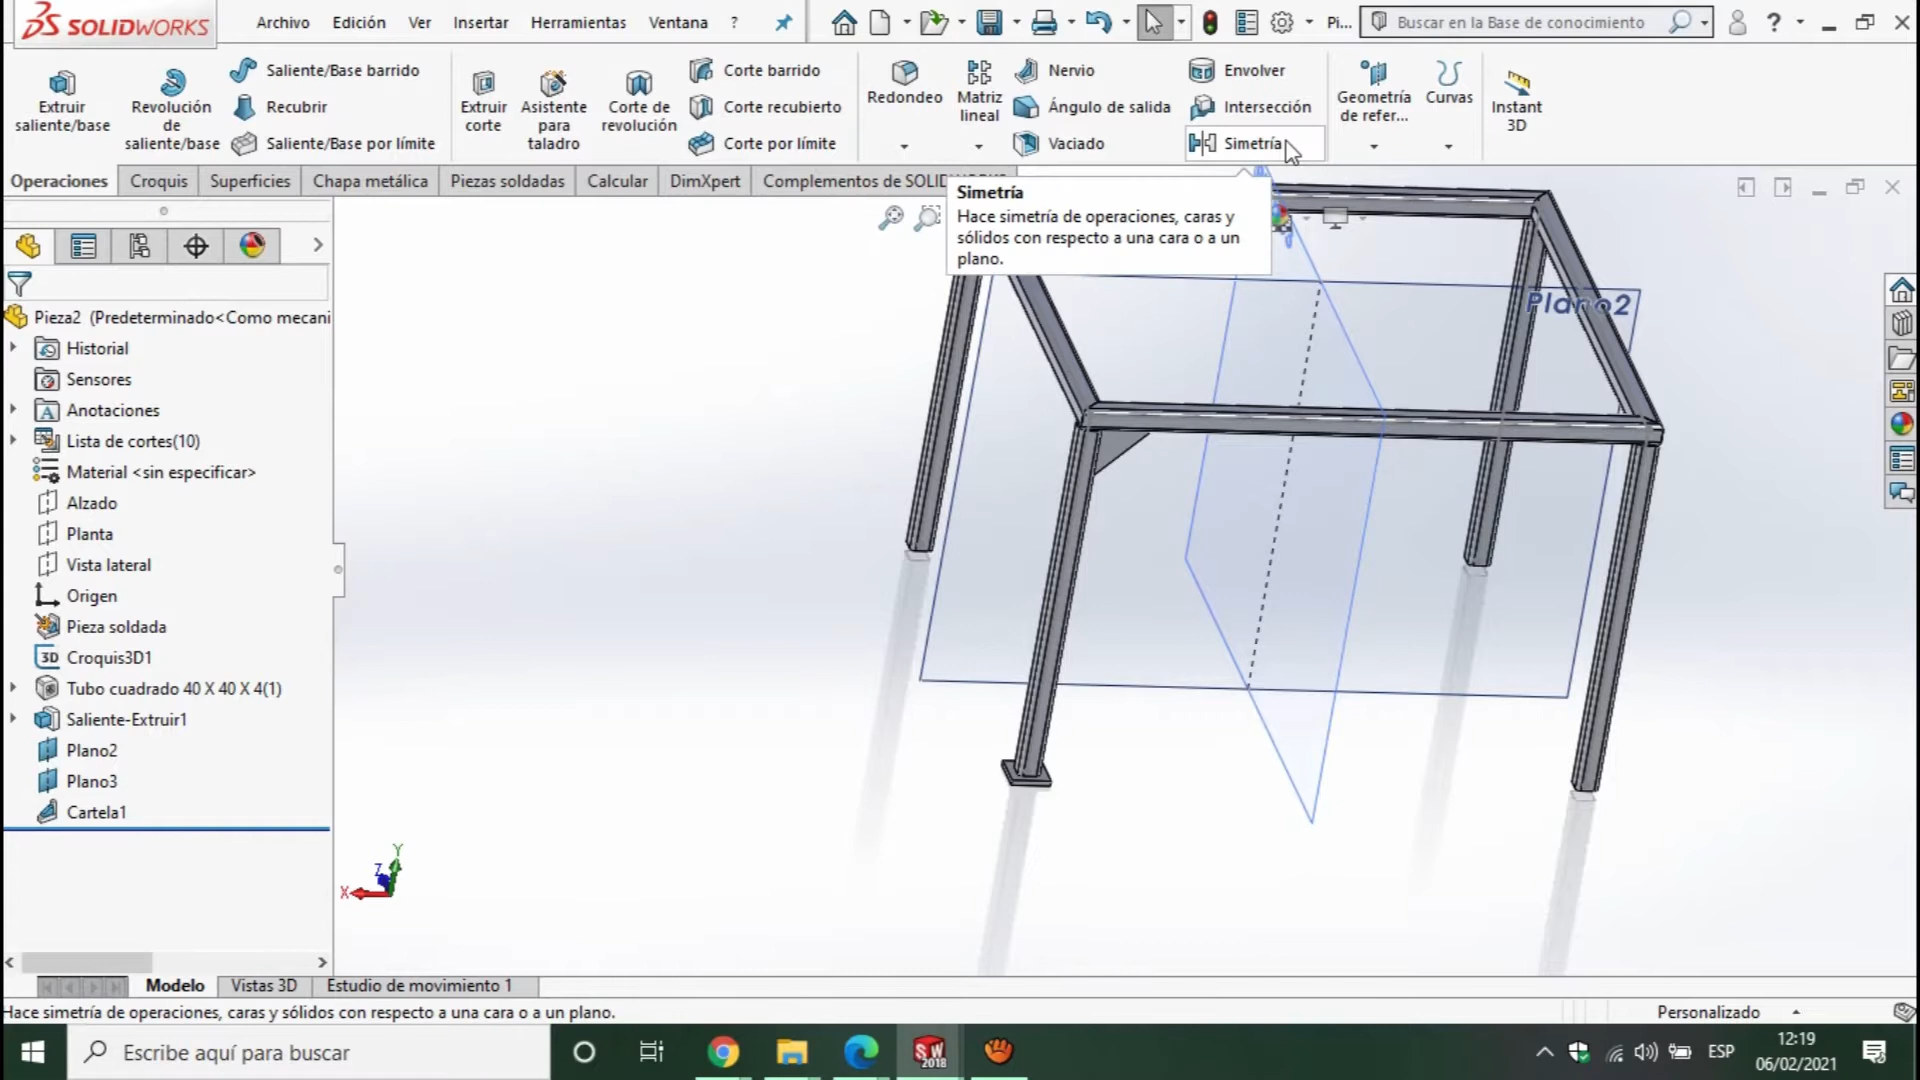 SOLIDWORKS
Archivo Edición Ver Insertar Herramientas Ventana ? Pi... Buscar en la Base de conocimiento ?
Extruir saliente/base
Revolución de saliente/base
Saliente/Base barrido
Recubrir
Saliente/Base por límite
Extruir corte
Asistente para taladro
Corte de revolución
Corte barrido
Corte recubierto
Corte por límite
Redondeo
Matriz lineal
Nervio
Ángulo de salida
Vaciado
Envolver
Intersección
Simetría
Geometría de refer...
Curvas
Instant 3D
Operaciones Croquis Superficies Chapa metálica Piezas soldadas Calcular DimXpert Complementos de SOLID
Simetría
Hace simetría de operaciones, caras y
sólidos con respecto a una cara o a un
plano.
Plano2
Pieza2 (Predeterminado<Como mecani
Historial
Sensores
Anotaciones
Lista de cortes(10)
Material <sin especificar>
Alzado
Planta
Vista lateral
Origen
Pieza soldada
3D Croquis3D1
Tubo cuadrado 40 X 40 X 4(1)
Saliente-Extruir1
Plano2
Plano3
Cartela1
Y
Z
X
Modelo Vistas 3D Estudio de movimiento 1
Hace simetría de operaciones, caras y sólidos con respecto a una cara o a un plano.
Personalizado
Escribe aquí para buscar
SW 2018
ESP
12:19
06/02/2021